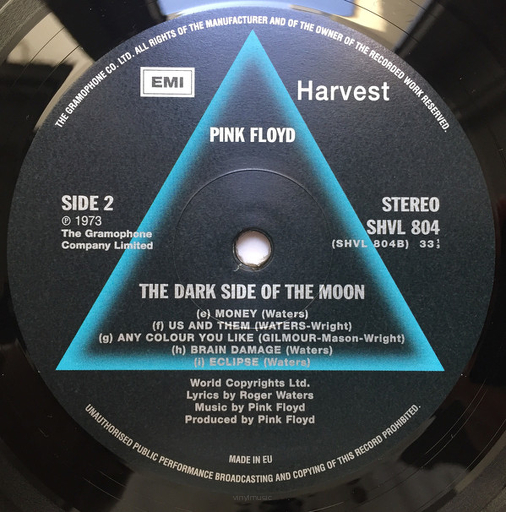 THE GRAMOPHONE CO. LTD. ALL RIGHTS OF THE MANUFACTURER AND OF THE OWNER OF THE RECORDED WORK RESERVED.
EMI
Harvest
PINK FLOYD
SIDE 2
℗ 1973
The Gramophone
Company Limited
STEREO
SHVL 804
(SHVL 804B) 33⅓
THE DARK SIDE OF THE MOON
(e) MONEY (Waters)
(f) US AND THEM (WATERS-Wright)
(g) ANY COLOUR YOU LIKE (GILMOUR-Mason-Wright)
(h) BRAIN DAMAGE (Waters)
(i) ECLIPSE (Waters)
World Copyrights Ltd.
Lyrics by Roger Waters
Music by Pink Floyd
Produced by Pink Floyd
MADE IN EU
UNAUTHORISED PUBLIC PERFORMANCE BROADCASTING AND COPYING OF THIS RECORD PROHIBITED.
vinylmusic